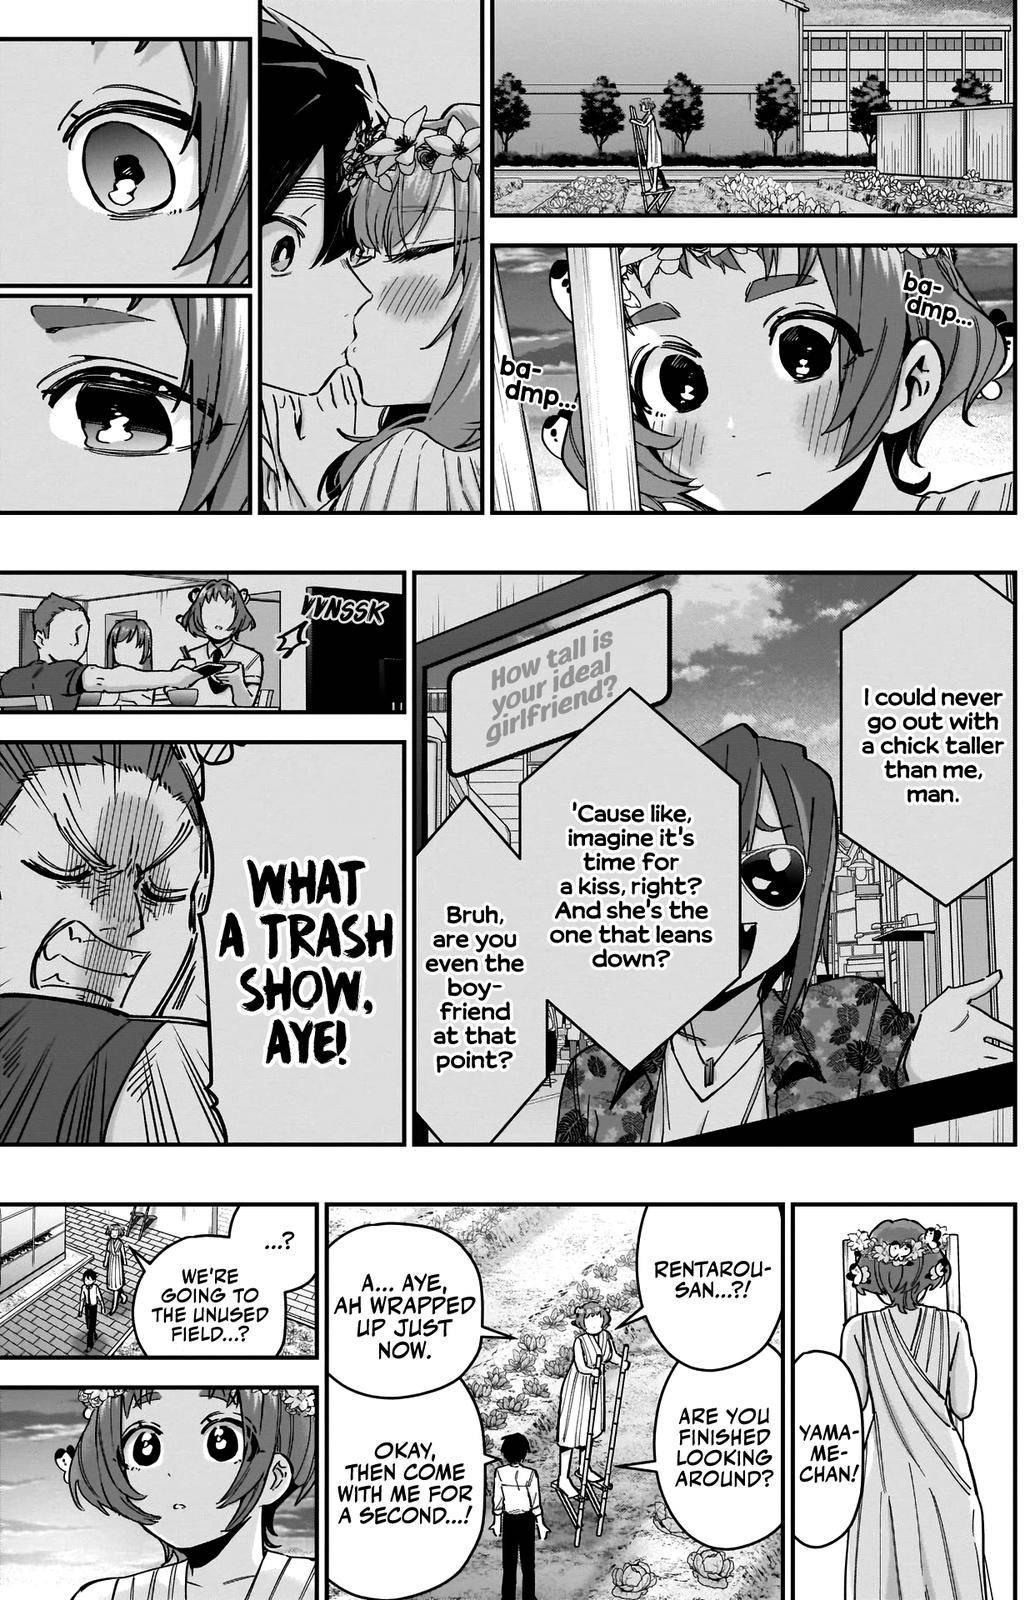 ba-
dmp...
ba-
dmp...
I could never
go out with
a chick taller
than me,
man.
How tall is
your ideal
girlfriend?
'Cause like,
imagine it's
time for
a kiss, right?
And she's the
one that leans
down?
Bruh,
are you
even the
boy-
friend
at that
point?
VVNSSK
WHAT
A TRASH
SHOW,
AYE!
YAMA-
ME-
CHAN!
RENTAROU-
SAN...?!
ARE YOU
FINISHED
LOOKING
AROUND?
A... AYE,
AH WRAPPED
UP JUST
NOW.
OKAY,
THEN COME
WITH ME FOR
A SECOND...!
...?
WE'RE
GOING TO
THE UNUSED
FIELD...?